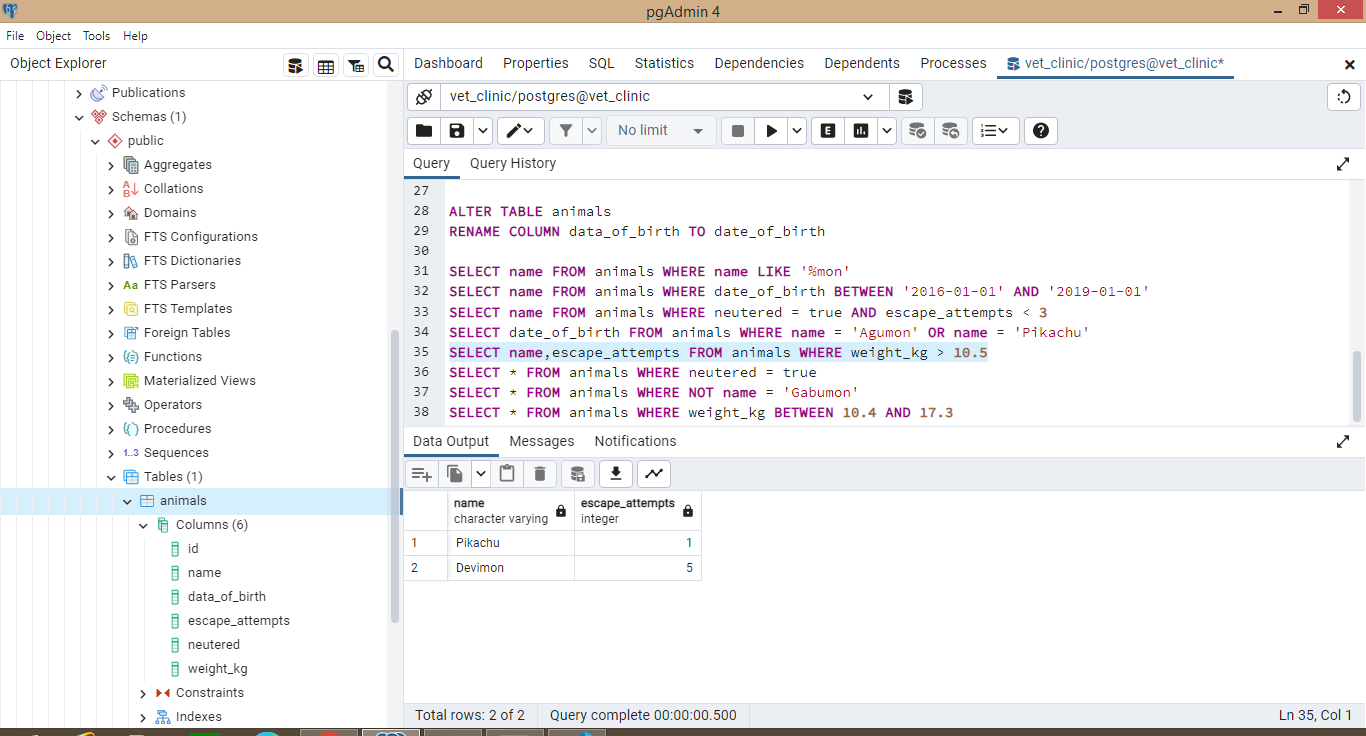 pgAdmin 4
File Object Tools Help
Object Explorer
Dashboard Properties SQL Statistics Dependencies Dependents Processes vet_clinic/postgres@vet_clinic*
Publications
Schemas (1)
public
Aggregates
Collations
Domains
FTS Configurations
FTS Dictionaries
Aa FTS Parsers
FTS Templates
Foreign Tables
Functions
Materialized Views
Operators
Procedures
1..3 Sequences
Tables (1)
animals
Columns (6)
id
name
data_of_birth
escape_attempts
neutered
weight_kg
Constraints
Indexes
vet_clinic/postgres@vet_clinic
No limit
E
Query Query History
27
28 ALTER TABLE animals
29 RENAME COLUMN data_of_birth TO date_of_birth
30
31 SELECT name FROM animals WHERE name LIKE '%mon'
32 SELECT name FROM animals WHERE date_of_birth BETWEEN '2016-01-01' AND '2019-01-01'
33 SELECT name FROM animals WHERE neutered = true AND escape_attempts < 3
34 SELECT date_of_birth FROM animals WHERE name = 'Agumon' OR name = 'Pikachu'
35 SELECT name,escape_attempts FROM animals WHERE weight_kg > 10.5
36 SELECT * FROM animals WHERE neutered = true
37 SELECT * FROM animals WHERE NOT name = 'Gabumon'
38 SELECT * FROM animals WHERE weight_kg BETWEEN 10.4 AND 17.3
Data Output Messages Notifications
name escape_attempts
character varying integer
1 Pikachu 1
2 Devimon 5
Total rows: 2 of 2 Query complete 00:00:00.500 Ln 35, Col 1